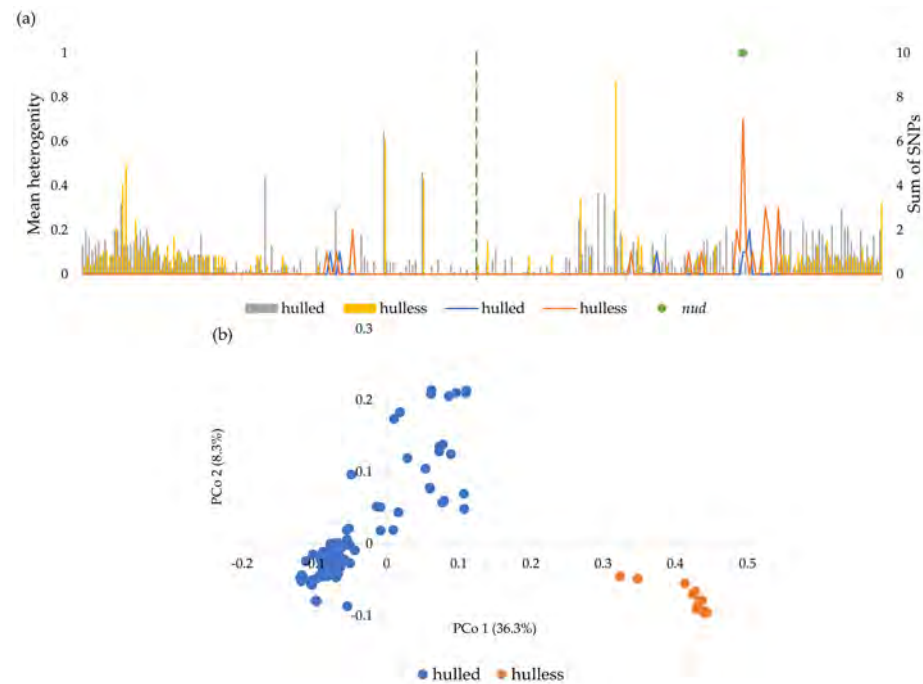 (a)
Mean heterogenity
1
0.8
0.6
0.4
0.2
0
Sum of SNPs
10
8
6
4
2
0
hulled hulless hulled hulless nud
(b)
PCo 2 (8.3%)
0.3
0.2
0.1
0
-0.1
-0.2 -0.1 0 0.1 0.2 0.3 0.4 0.5
PCo 1 (36.3%)
hulled hulless